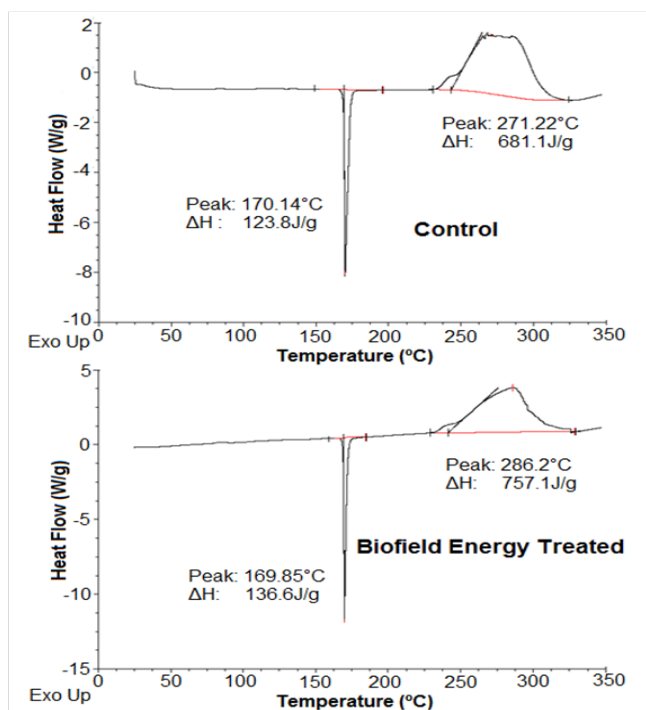 2
0
-2
-4
-6
-8
-10
Heat Flow (W/g)
Peak: 271.22°C
ΔH: 681.1J/g
Peak: 170.14°C
ΔH : 123.8J/g
Control
0 50 100 150 200 250 300 350
Exo Up
Temperature (ºC)
5
0
-5
-10
-15
Heat Flow (W/g)
Peak: 286.2°C
ΔH: 757.1J/g
Biofield Energy Treated
Peak: 169.85°C
ΔH: 136.6J/g
0 50 100 150 200 250 300 350
Exo Up
Temperature (ºC)